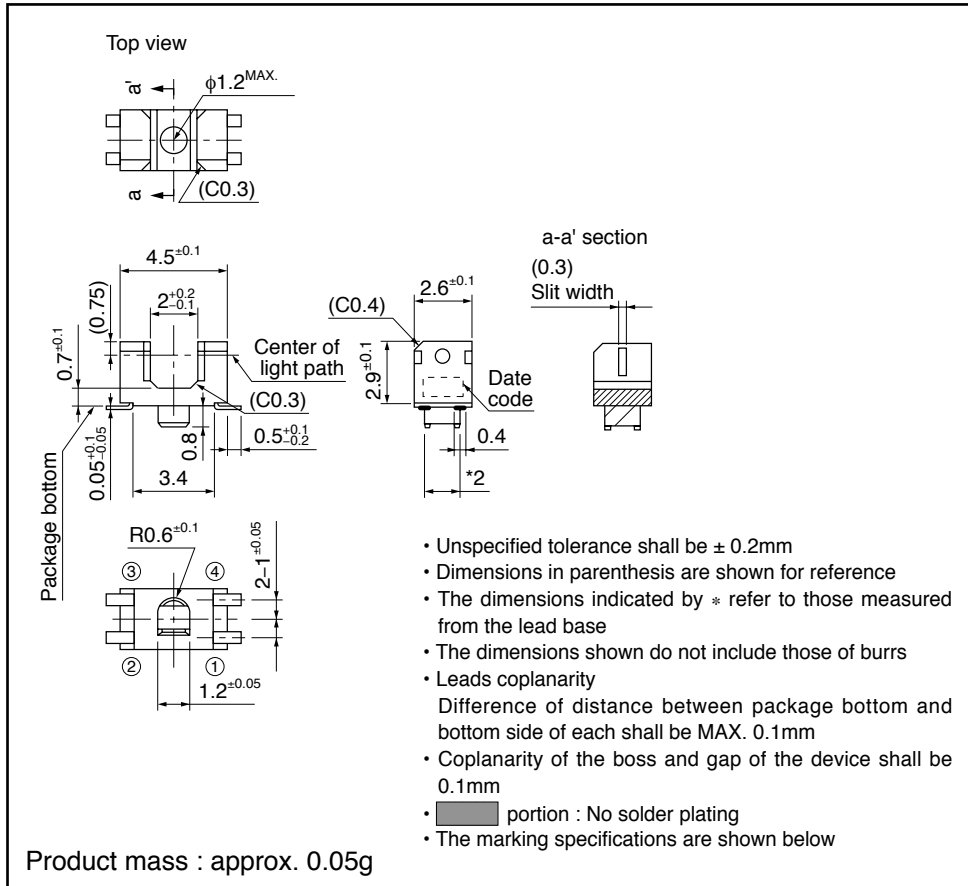 Top view
a'
φ1.2MAX.
a
(C0.3)
a-a' section
(0.3)
Slit width
4.5±0.1
2+0.2−0.1
(0.75)
0.7±0.1
Center of
light path
(C0.3)
0.05+0.1−0.05
0.8
0.5+0.1−0.2
3.4
Package bottom
2.6±0.1
(C0.4)
2.9±0.1
Date
code
0.4
*2
R0.6±0.1
2−1±0.05
③
④
②
①
1.2±0.05
• Unspecified tolerance shall be ± 0.2mm
• Dimensions in parenthesis are shown for reference
• The dimensions indicated by * refer to those measured
from the lead base
• The dimensions shown do not include those of burrs
• Leads coplanarity
Difference of distance between package bottom and
bottom side of each shall be MAX. 0.1mm
• Coplanarity of the boss and gap of the device shall be
0.1mm
• portion : No solder plating
• The marking specifications are shown below
Product mass : approx. 0.05g